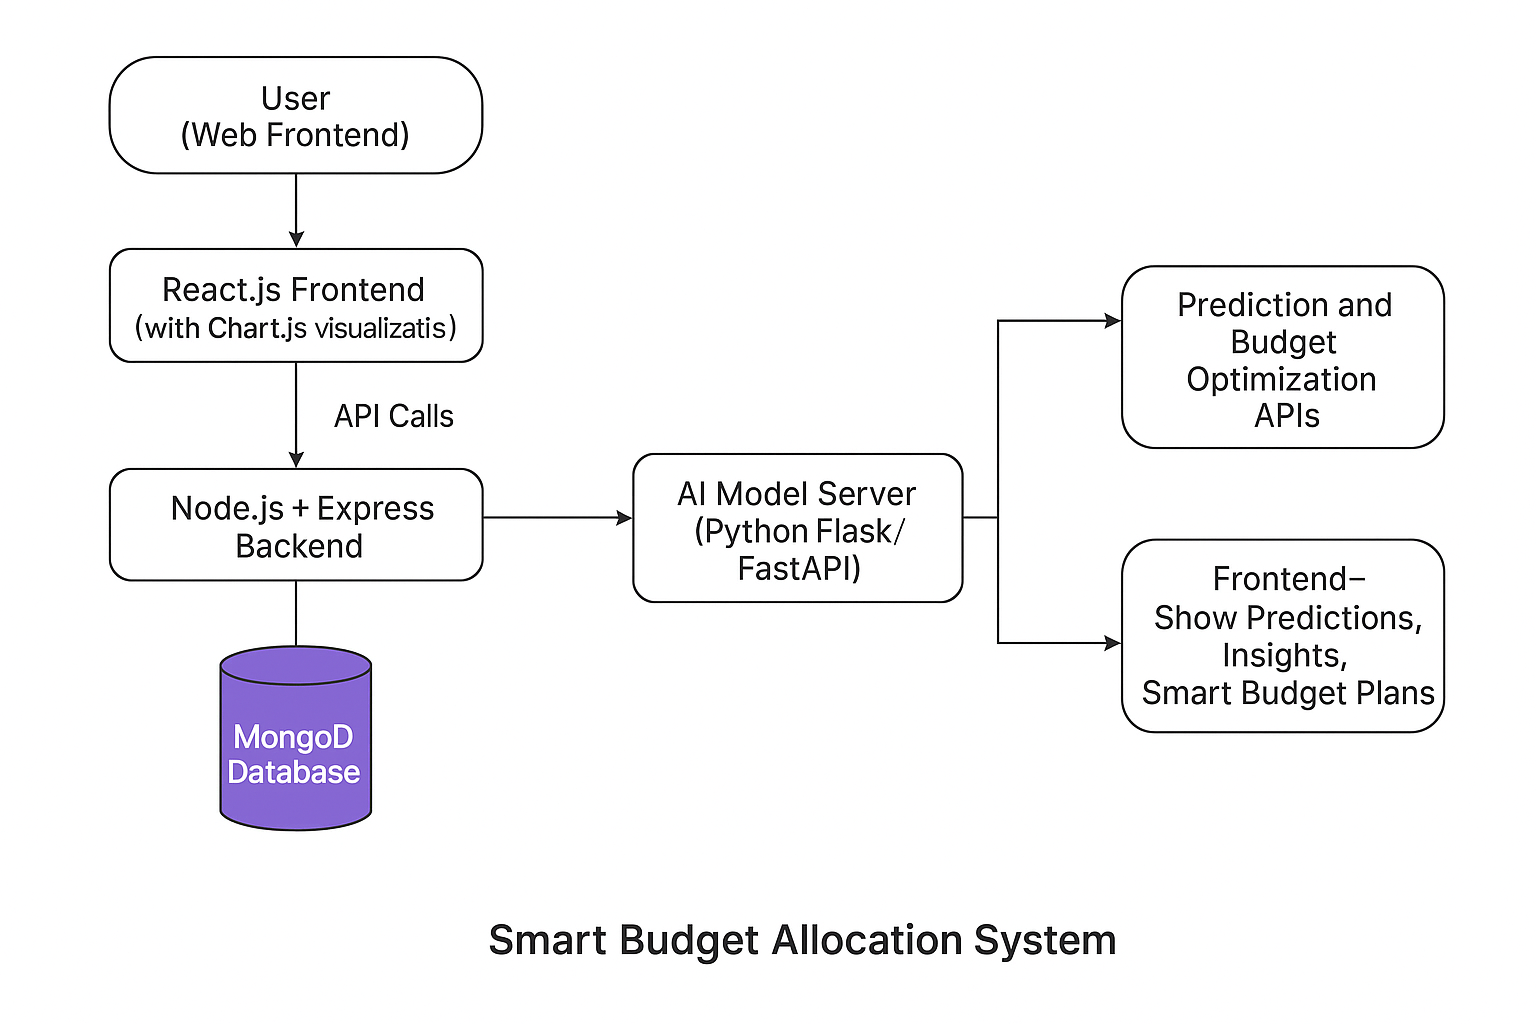 User
(Web Frontend)
React.js Frontend
(with Chart.js visualizatis)
API Calls
Node.js + Express
Backend
MongoD
Database
AI Model Server
(Python Flask/
FastAPI)
Prediction and
Budget
Optimization
APIs
Frontend–
Show Predictions,
Insights,
Smart Budget Plans
Smart Budget Allocation System